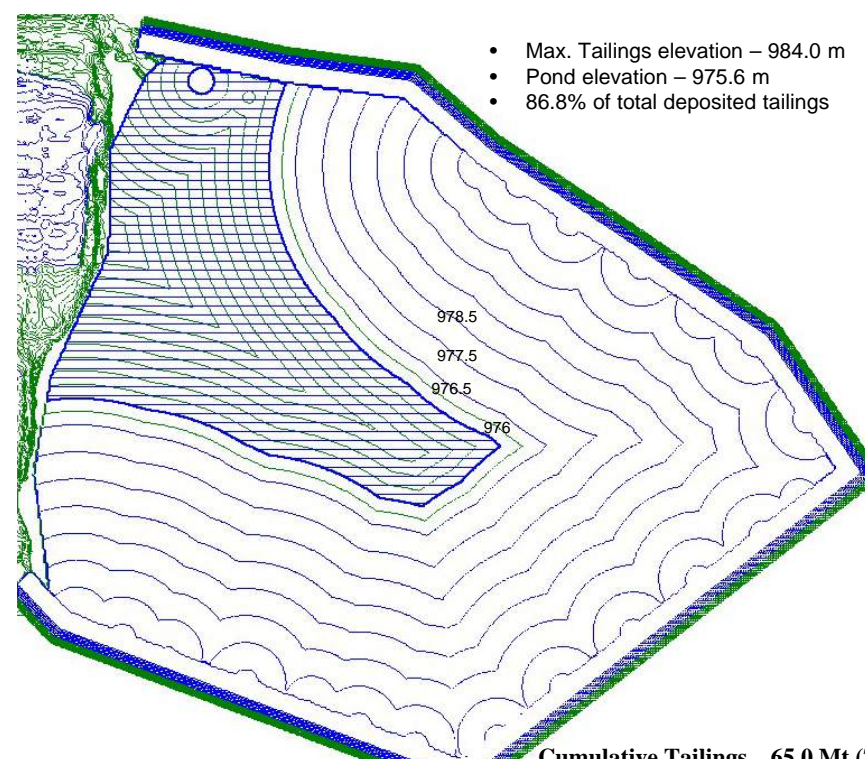 • Max. Tailings elevation – 984.0 m
• Pond elevation – 975.6 m
• 86.8% of total deposited tailings
978.5
977.5
976.5
976
Cumulative Tailings – 65.0 Mt